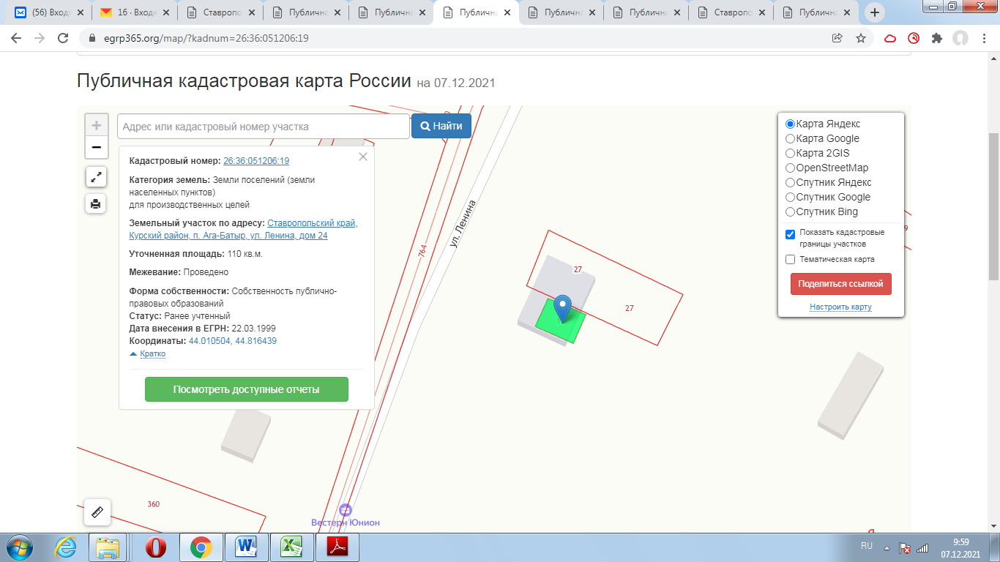 (56) Входя
16 · Входя
Ставропо
Публична
Публична
Публична
Публична
Публична
Ставропо
Публична
egrp365.org/map/?kadnum=26:36:051206:19
Публичная кадастровая карта России на 07.12.2021
Адрес или кадастровый номер участка
Найти
Кадастровый номер: 26:36:051206:19
Категория земель: Земли поселений (земли
населенных пунктов)
для производственных целей
Земельный участок по адресу: Ставропольский край,
Курский район, п. Ага-Батыр, ул. Ленина, дом 24
Уточненная площадь: 110 кв.м.
Межевание: Проведено
Форма собственности: Собственность публично-
правовых образований
Статус: Ранее учтенный
Дата внесения в ЕГРН: 22.03.1999
Координаты: 44.010504, 44.816439
Кратко
Посмотреть доступные отчеты
764
ул. Ленина
27
27
360
Вестерн Юнион
Карта Яндекс
Карта Google
Карта 2GIS
OpenStreetMap
Спутник Яндекс
Спутник Google
Спутник Bing
Показать кадастровые
границы участков
Тематическая карта
Поделиться ссылкой
Настроить карту
RU
9:59
07.12.2021